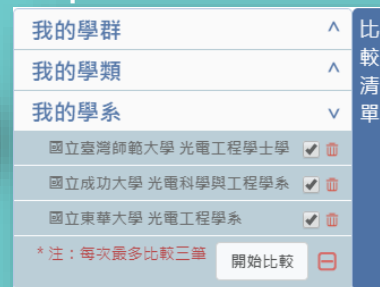 我的學群
我的學類
我的學系
國立臺灣師範大學 光電工程學士學
國立成功大學 光電科學與工程學系
國立東華大學 光電工程學系
*注：每次最多比較三筆
開始比較
比
較
清
單